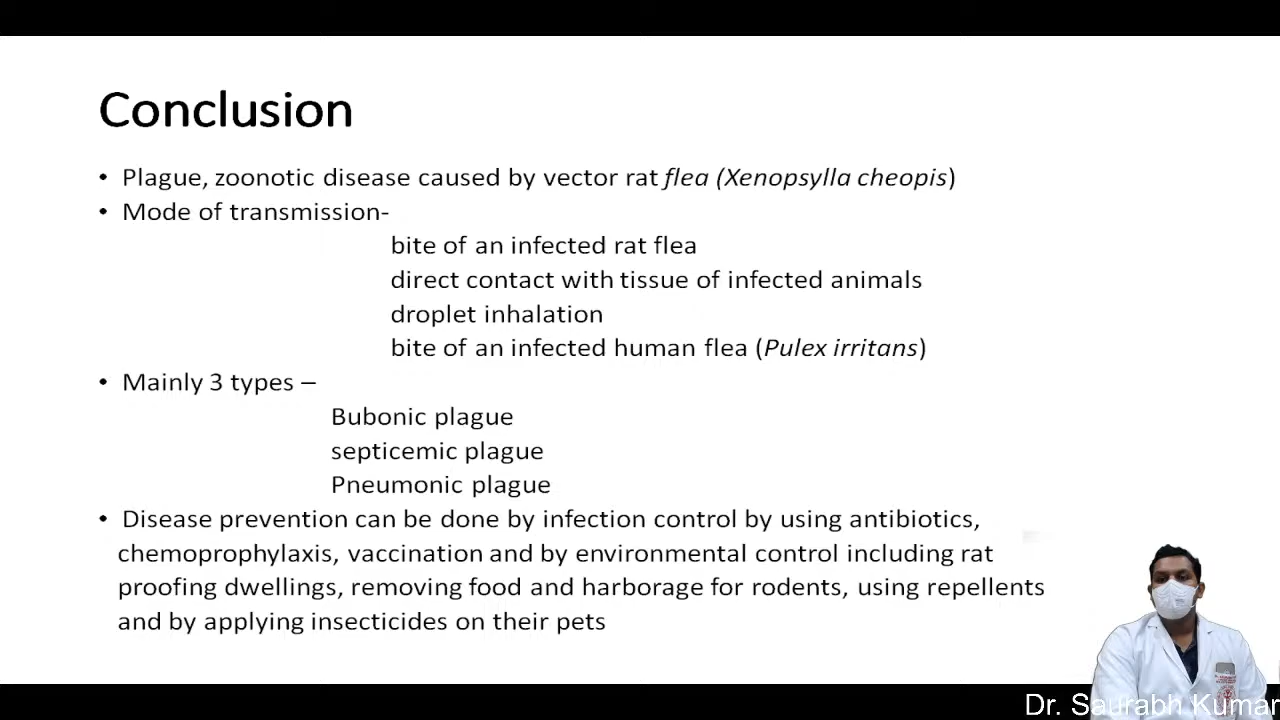 Conclusion
• Plague, zoonotic disease caused by vector rat flea (Xenopsylla cheopis)
• Mode of transmission-
bite of an infected rat flea
direct contact with tissue of infected animals
droplet inhalation
bite of an infected human flea (Pulex irritans)
• Mainly 3 types –
Bubonic plague
septicemic plague
Pneumonic plague
• Disease prevention can be done by infection control by using antibiotics,
chemoprophylaxis, vaccination and by environmental control including rat
proofing dwellings, removing food and harborage for rodents, using repellents
and by applying insecticides on their pets
Dr. Saurabh Kumar